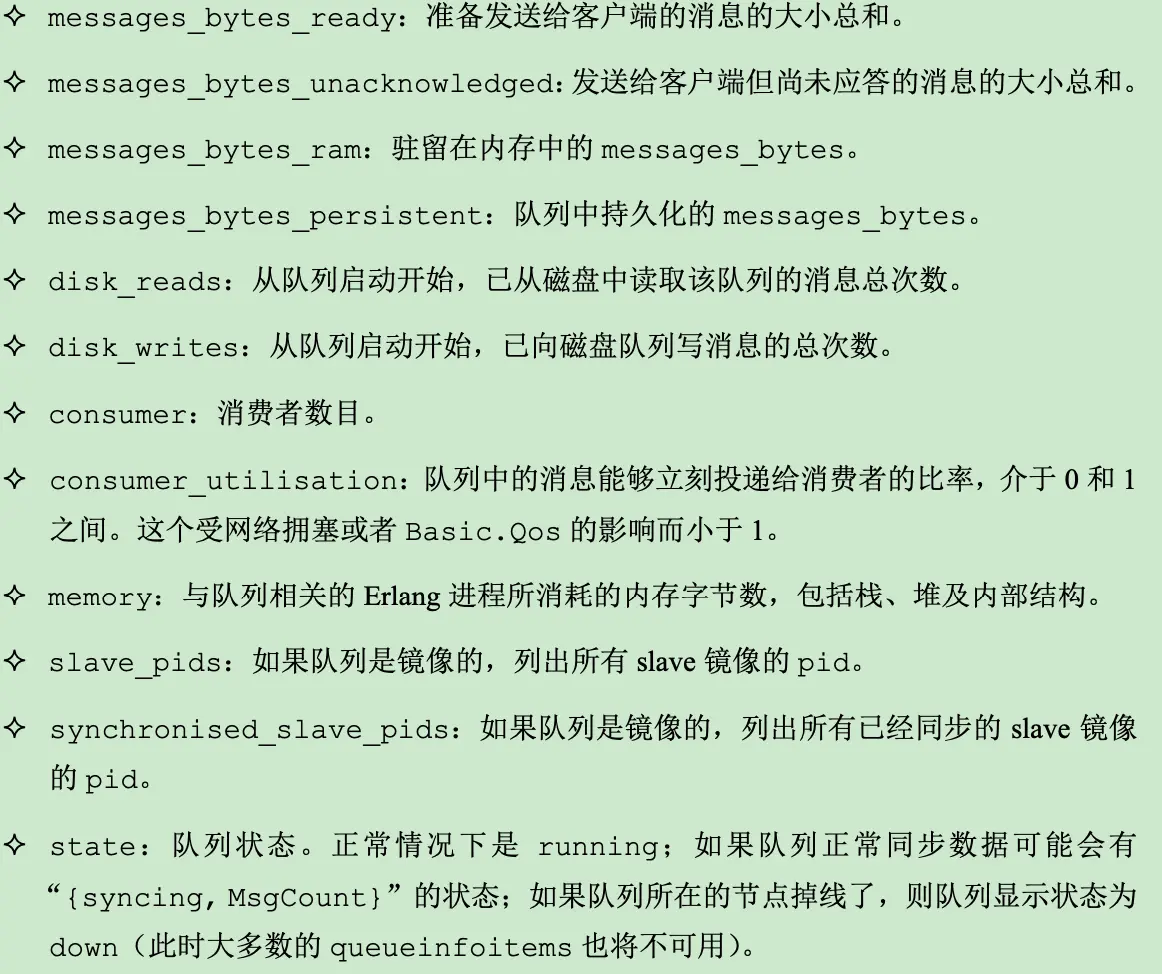 ✧ messages_bytes_ready：准备发送给客户端的消息的大小总和。
✧ messages_bytes_unacknowledged：发送给客户端但尚未应答的消息的大小总和。
✧ messages_bytes_ram：驻留在内存中的 messages_bytes。
✧ messages_bytes_persistent：队列中持久化的 messages_bytes。
✧ disk_reads：从队列启动开始，已从磁盘中读取该队列的消息总次数。
✧ disk_writes：从队列启动开始，已向磁盘队列写消息的总次数。
✧ consumer：消费者数目。
✧ consumer_utilisation：队列中的消息能够立刻投递给消费者的比率，介于 0 和 1
之间。这个受网络拥塞或者 Basic.Qos 的影响而小于 1。
✧ memory：与队列相关的 Erlang 进程所消耗的内存字节数，包括栈、堆及内部结构。
✧ slave_pids：如果队列是镜像的，列出所有 slave 镜像的 pid。
✧ synchronised_slave_pids：如果队列是镜像的，列出所有已经同步的 slave 镜像
的 pid。
✧ state：队列状态。正常情况下是 running；如果队列正常同步数据可能会有
“{syncing, MsgCount}”的状态；如果队列所在的节点掉线了，则队列显示状态为
down（此时大多数的 queueinfoitems 也将不可用）。